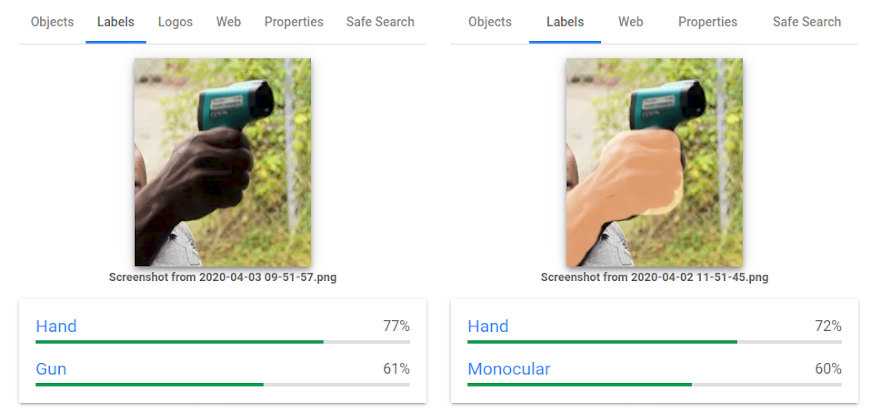 Objects Labels Logos Web Properties Safe Search
Screenshot from 2020-04-03 09-51-57.png
Hand 77%
Gun 61%
Objects Labels Web Properties Safe Search
Screenshot from 2020-04-02 11-51-45.png
Hand 72%
Monocular 60%